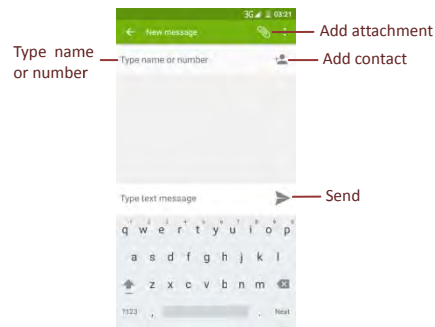 3G 03:21
New message
Add attachment
Type name
or number
Type name or number
Add contact
Type text message
Send
q w e r t y u i o p
a s d f g h j k l
z x c v b n m
?123 , . Next